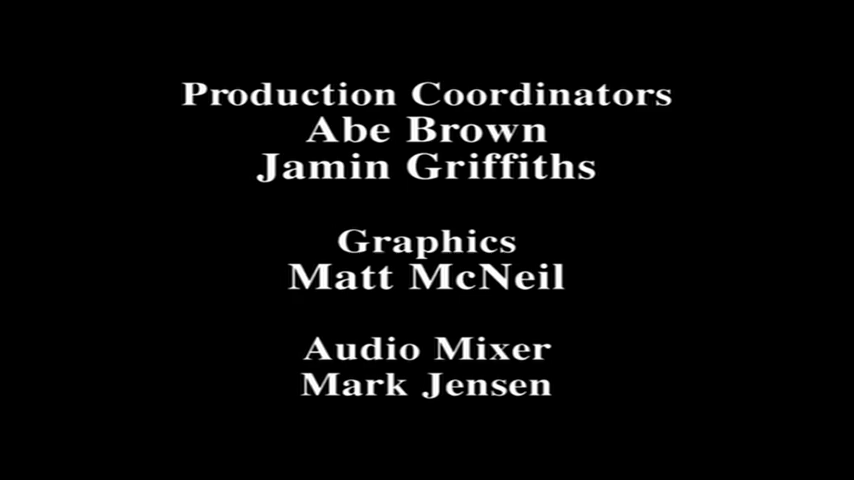 Production Coordinators
Abe Brown
Jamin Griffiths
Graphics
Matt McNeil
Audio Mixer
Mark Jensen